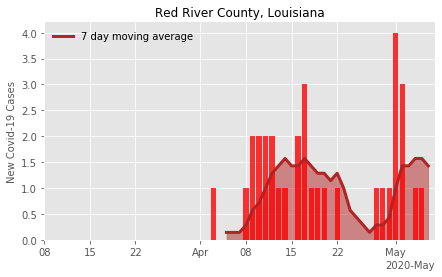 Red River County, Louisiana
7 day moving average
New Covid-19 Cases
4.0
3.5
3.0
2.5
2.0
1.5
1.0
0.5
0.0
08 15 22 Apr 08 15 22 May
2020-May